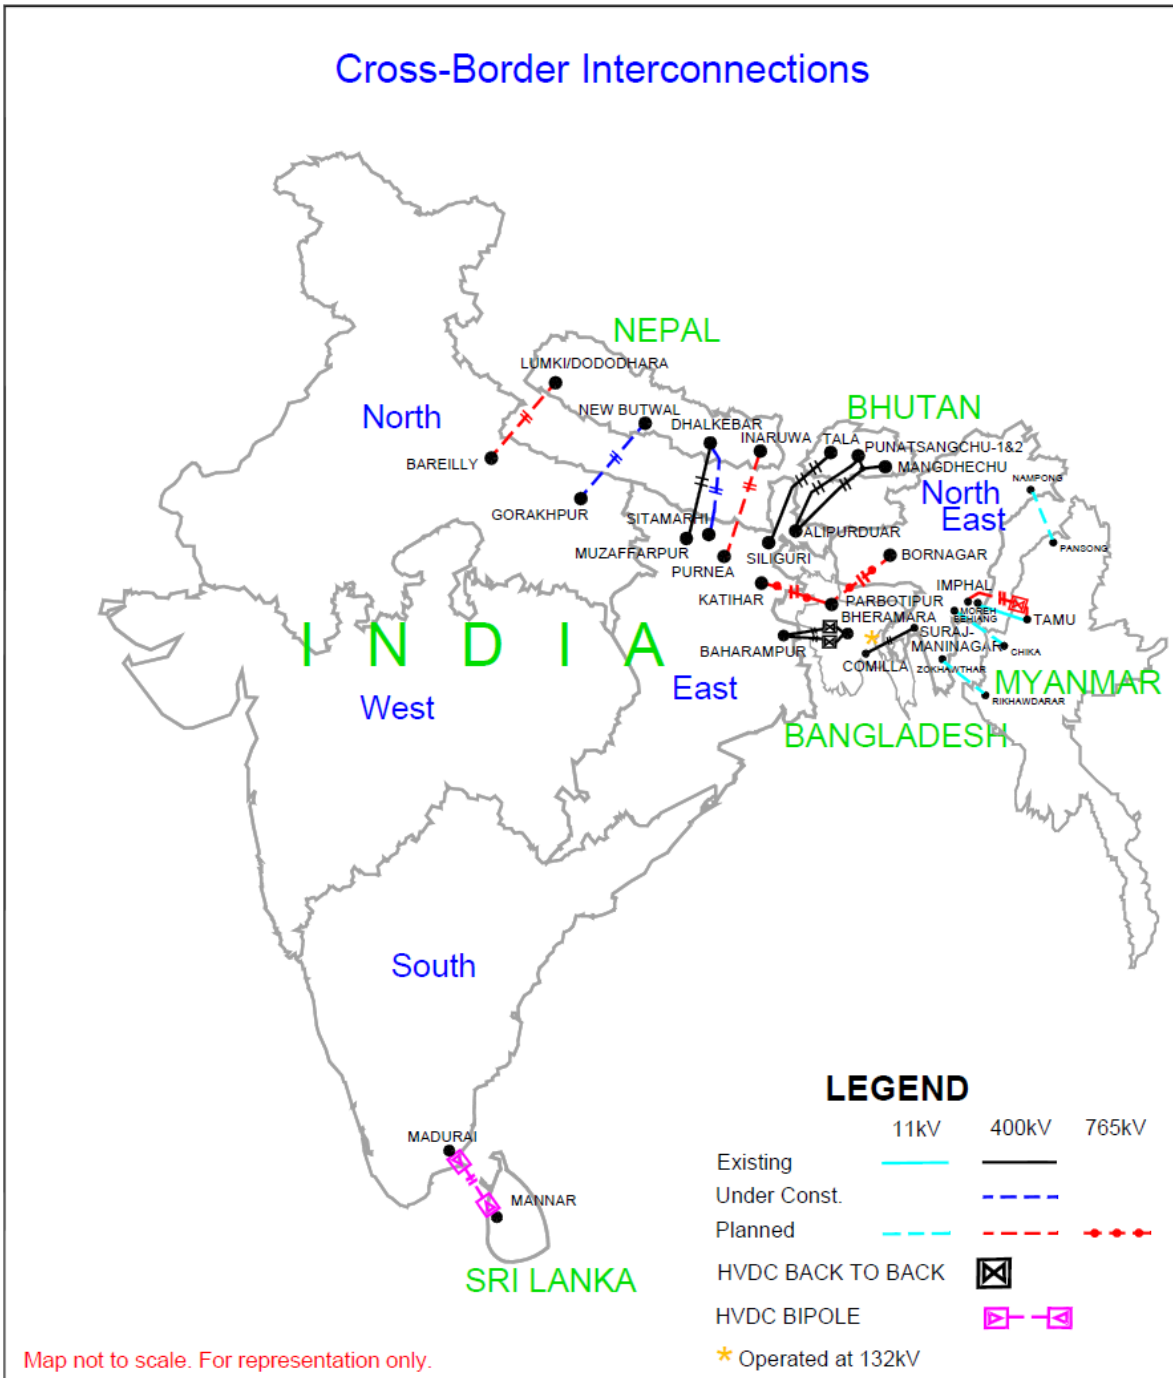 Cross-Border Interconnections
NEPAL
LUMKI/DODODHARA
BHUTAN
North
NEW BUTWAL
DHALKEBAR
INARUWA
TALA
PUNATSANGCHU-1&2
BAREILLY
MANGDHECHU
NAMPONG
North
East
GORAKHPUR
SITAMARHI
ALIPURDUAR
MUZAFFARPUR
SILIGURI
PANSONG
PURNEA
BORNAGAR
KATIHAR
IMPHAL
PARBOTIPUR
MOREH
BEHIANG
BHERAMARA
TAMU
INDIA
BAHARAMPUR
SURAJ-
MANINAGAR
CHIKA
COMILLA
ZOKHAWTHAR
East
MYANMAR
West
RIKHAWDARAR
BANGLADESH
South
MADURAI
MANNAR
SRI LANKA
LEGEND
11kV 400kV 765kV
Existing
Under Const.
Planned
HVDC BACK TO BACK
HVDC BIPOLE
* Operated at 132kV
Map not to scale. For representation only.